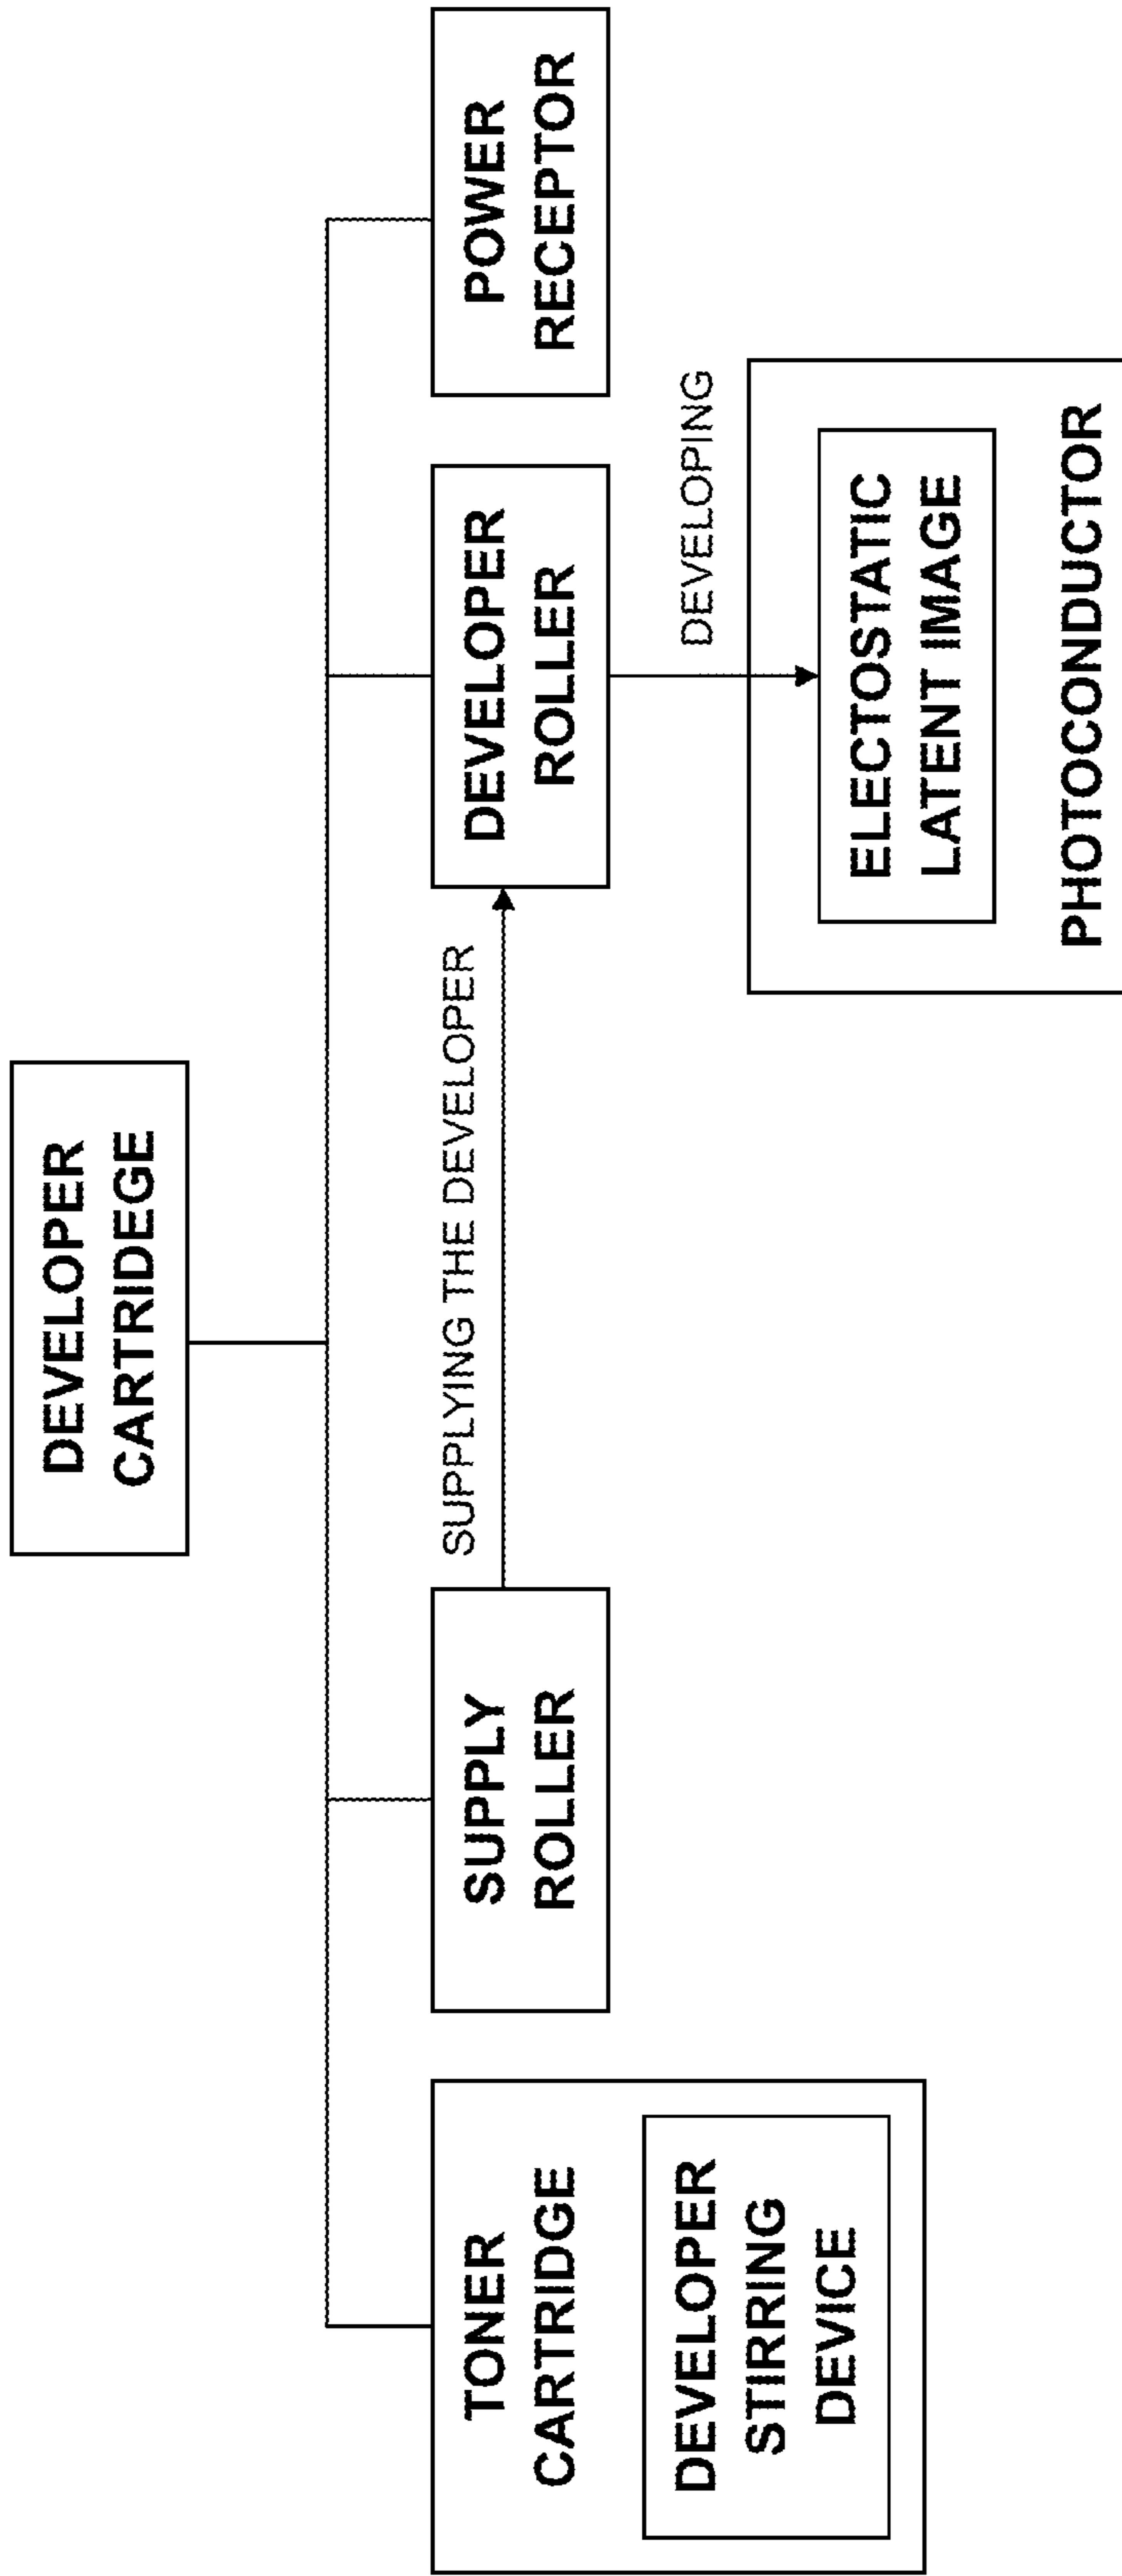 DEVELOPER
CARTRIDEGE
TONER
CARTRIDGE
DEVELOPER
STIRRING
DEVICE
SUPPLY
ROLLER
SUPPLYING THE DEVELOPER
DEVELOPER
ROLLER
POWER
RECEPTOR
DEVELOPING
ELECTOSTATIC
LATENT IMAGE
PHOTOCONDUCTOR